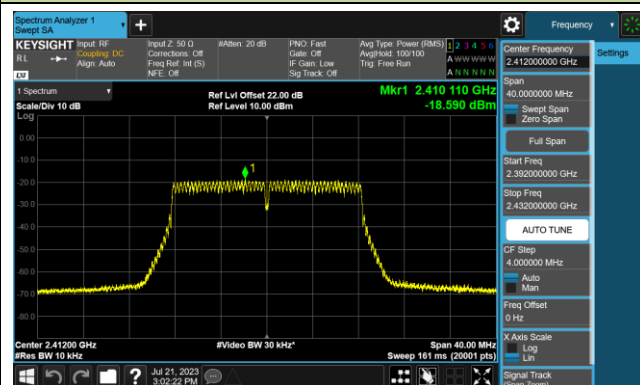 Spectrum Analyzer 1
Swept SA
+
Frequency
KEYSIGHT
RL
LXI
Input: RF
Coupling: DC
Align: Auto
Input Z: 50 Ω
Corrections: Off
Freq Ref: Int (S)
NFE: Off
#Atten: 20 dB
PNO: Fast
Gate: Off
IF Gain: Low
Sig Track: Off
Avg Type: Power (RMS)
Avg|Hold: 100/100
Trig: Free Run
1 2 3 4 5 6
A W W W W W
A N N N N N
1 Spectrum
Scale/Div 10 dB
Ref Lvl Offset 22.00 dB
Ref Level 10.00 dBm
Mkr1 2.410 110 GHz
-18.590 dBm
Log
0.00
-10.0
-20.0
-30.0
-40.0
-50.0
-60.0
-70.0
-80.0
1
Center 2.41200 GHz
#Res BW 10 kHz
#Video BW 30 kHz*
Span 40.00 MHz
Sweep 161 ms (20001 pts)
Jul 21, 2023
3:02:22 PM
?
Center Frequency
2.412000000 GHz
Span
40.0000000 MHz
Swept Span
Zero Span
Full Span
Start Freq
2.392000000 GHz
Stop Freq
2.432000000 GHz
AUTO TUNE
CF Step
4.000000 MHz
Auto
Man
Freq Offset
0 Hz
X Axis Scale
Log
Lin
Signal Track
(Span Zoom)
Settings